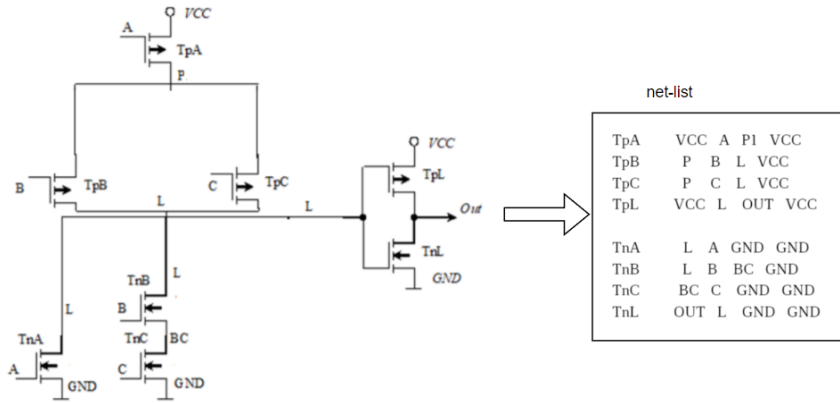 VCC
A
TpA
P
B
TpB
C
TpC
L
L
VCC
TpL
Out
TnL
GND
L
TnB
L
B
TnA
TnC
BC
A
C
GND
GND
net-list
TpA VCC A P1 VCC
TpB P B L VCC
TpC P C L VCC
TpL VCC L OUT VCC
TnA L A GND GND
TnB L B BC GND
TnC BC C GND GND
TnL OUT L GND GND